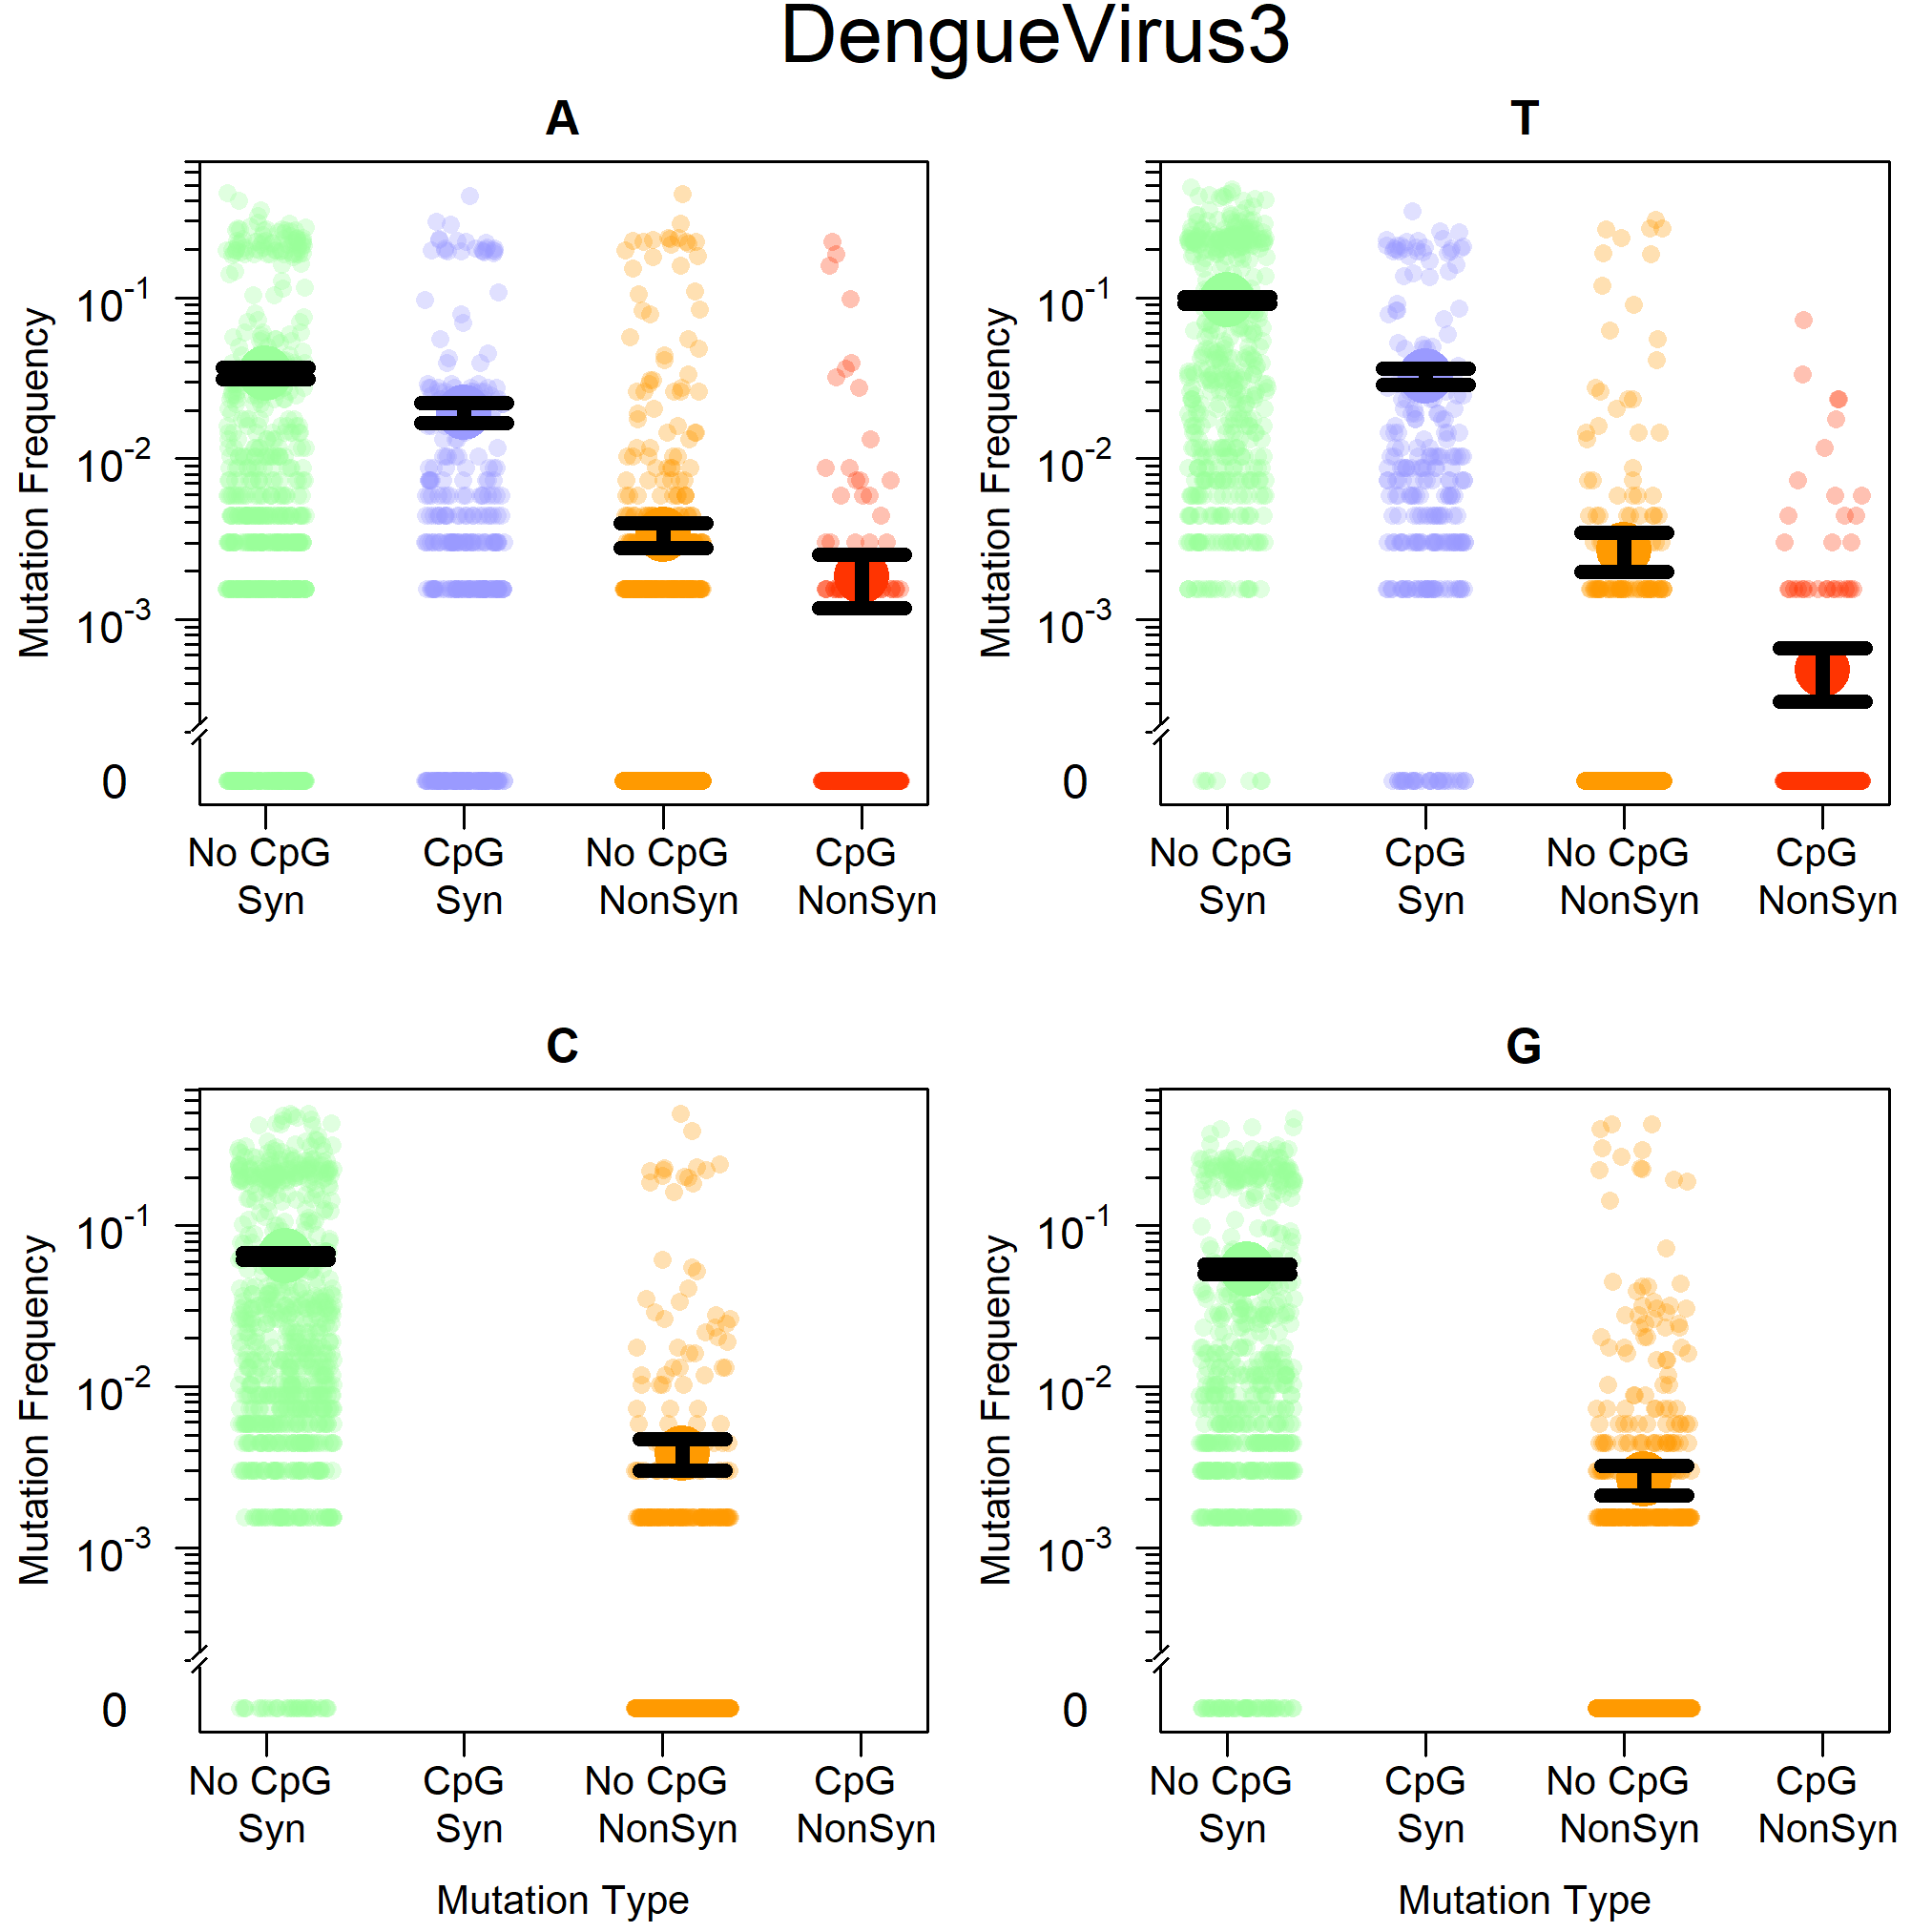 DengueVirus3
A
Mutation Frequency
10-1
10-2
10-3
0
No CpG CpG No CpG CpG
Syn Syn NonSyn NonSyn
T
Mutation Frequency
10-1
10-2
10-3
0
No CpG CpG No CpG CpG
Syn Syn NonSyn NonSyn
C
Mutation Frequency
10-1
10-2
10-3
0
No CpG CpG No CpG CpG
Syn Syn NonSyn NonSyn
Mutation Type
G
Mutation Frequency
10-1
10-2
10-3
0
No CpG CpG No CpG CpG
Syn Syn NonSyn NonSyn
Mutation Type